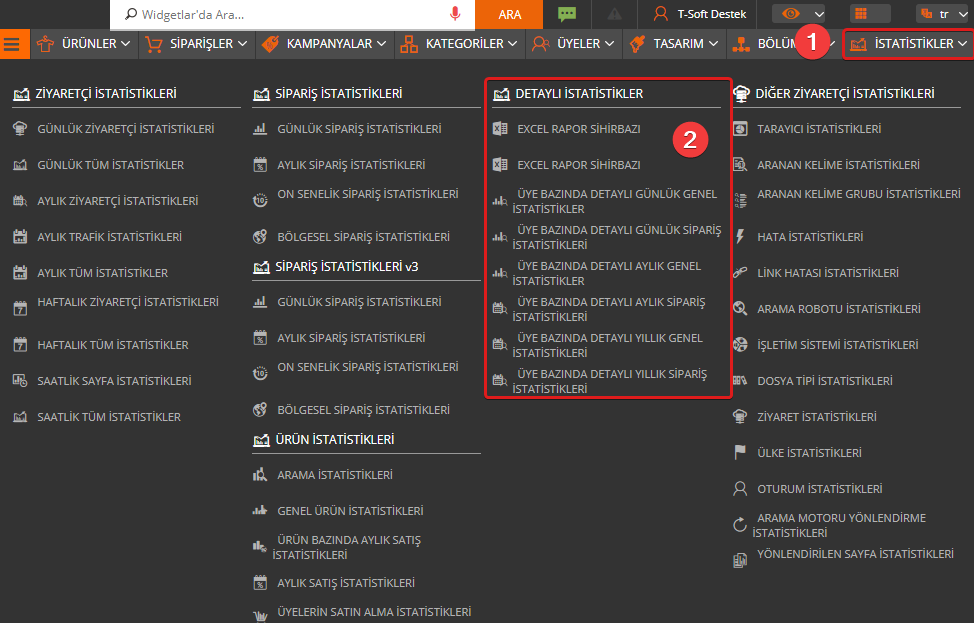 Widgetlar'da Ara...
ARA
T-Soft Destek
tr
ÜRÜNLER
SİPARİŞLER
KAMPANYALAR
KATEGORİLER
ÜYELER
TASARIM
1
İSTATİSTİKLER
ZİYARETÇİ İSTATİSTİKLERİ
GÜNLÜK ZİYARETÇİ İSTATİSTİKLERİ
GÜNLÜK TÜM İSTATİSTİKLER
AYLIK ZİYARETÇİ İSTATİSTİKLERİ
AYLIK TRAFİK İSTATİSTİKLERİ
AYLIK TÜM İSTATİSTİKLER
HAFTALIK ZİYARETÇİ İSTATİSTİKLERİ
HAFTALIK TÜM İSTATİSTİKLER
SAATLİK SAYFA İSTATİSTİKLERİ
SAATLİK TÜM İSTATİSTİKLER
SİPARİŞ İSTATİSTİKLERİ
GÜNLÜK SİPARİŞ İSTATİSTİKLERİ
AYLIK SİPARİŞ İSTATİSTİKLERİ
ON SENELİK SİPARİŞ İSTATİSTİKLERİ
BÖLGESEL SİPARİŞ İSTATİSTİKLERİ
SİPARİŞ İSTATİSTİKLERİ v3
GÜNLÜK SİPARİŞ İSTATİSTİKLERİ
AYLIK SİPARİŞ İSTATİSTİKLERİ
ON SENELİK SİPARİŞ İSTATİSTİKLERİ
BÖLGESEL SİPARİŞ İSTATİSTİKLERİ
ÜRÜN İSTATİSTİKLERİ
ARAMA İSTATİSTİKLERİ
GENEL ÜRÜN İSTATİSTİKLERİ
ÜRÜN BAZINDA AYLIK SATIŞ
İSTATİSTİKLERİ
AYLIK SATIŞ İSTATİSTİKLERİ
ÜYELERİN SATIN ALMA İSTATİSTİKLERİ
DETAYLI İSTATİSTİKLER
EXCEL RAPOR SİHİRBAZI
2
EXCEL RAPOR SİHİRBAZI
ÜYE BAZINDA DETAYLI GÜNLÜK GENEL
İSTATİSTİKLER
ÜYE BAZINDA DETAYLI GÜNLÜK SİPARİŞ
İSTATİSTİKLERİ
ÜYE BAZINDA DETAYLI AYLIK GENEL
İSTATİSTİKLER
ÜYE BAZINDA DETAYLI AYLIK SİPARİŞ
İSTATİSTİKLERİ
ÜYE BAZINDA DETAYLI YILLIK GENEL
İSTATİSTİKLERİ
ÜYE BAZINDA DETAYLI YILLIK SİPARİŞ
İSTATİSTİKLERİ
DİĞER ZİYARETÇİ İSTATİSTİKLERİ
TARAYICI İSTATİSTİKLERİ
ARANAN KELİME İSTATİSTİKLERİ
ARANAN KELİME GRUBU İSTATİSTİKLERİ
HATA İSTATİSTİKLERİ
LİNK HATASI İSTATİSTİKLERİ
ARAMA ROBOTU İSTATİSTİKLERİ
İŞLETİM SİSTEMİ İSTATİSTİKLERİ
DOSYA TİPİ İSTATİSTİKLERİ
ZİYARET İSTATİSTİKLERİ
ÜLKE İSTATİSTİKLERİ
OTURUM İSTATİSTİKLERİ
ARAMA MOTORU YÖNLENDİRME
İSTATİSTİKLERİ
YÖNLENDİRİLEN SAYFA İSTATİSTİKLERİ